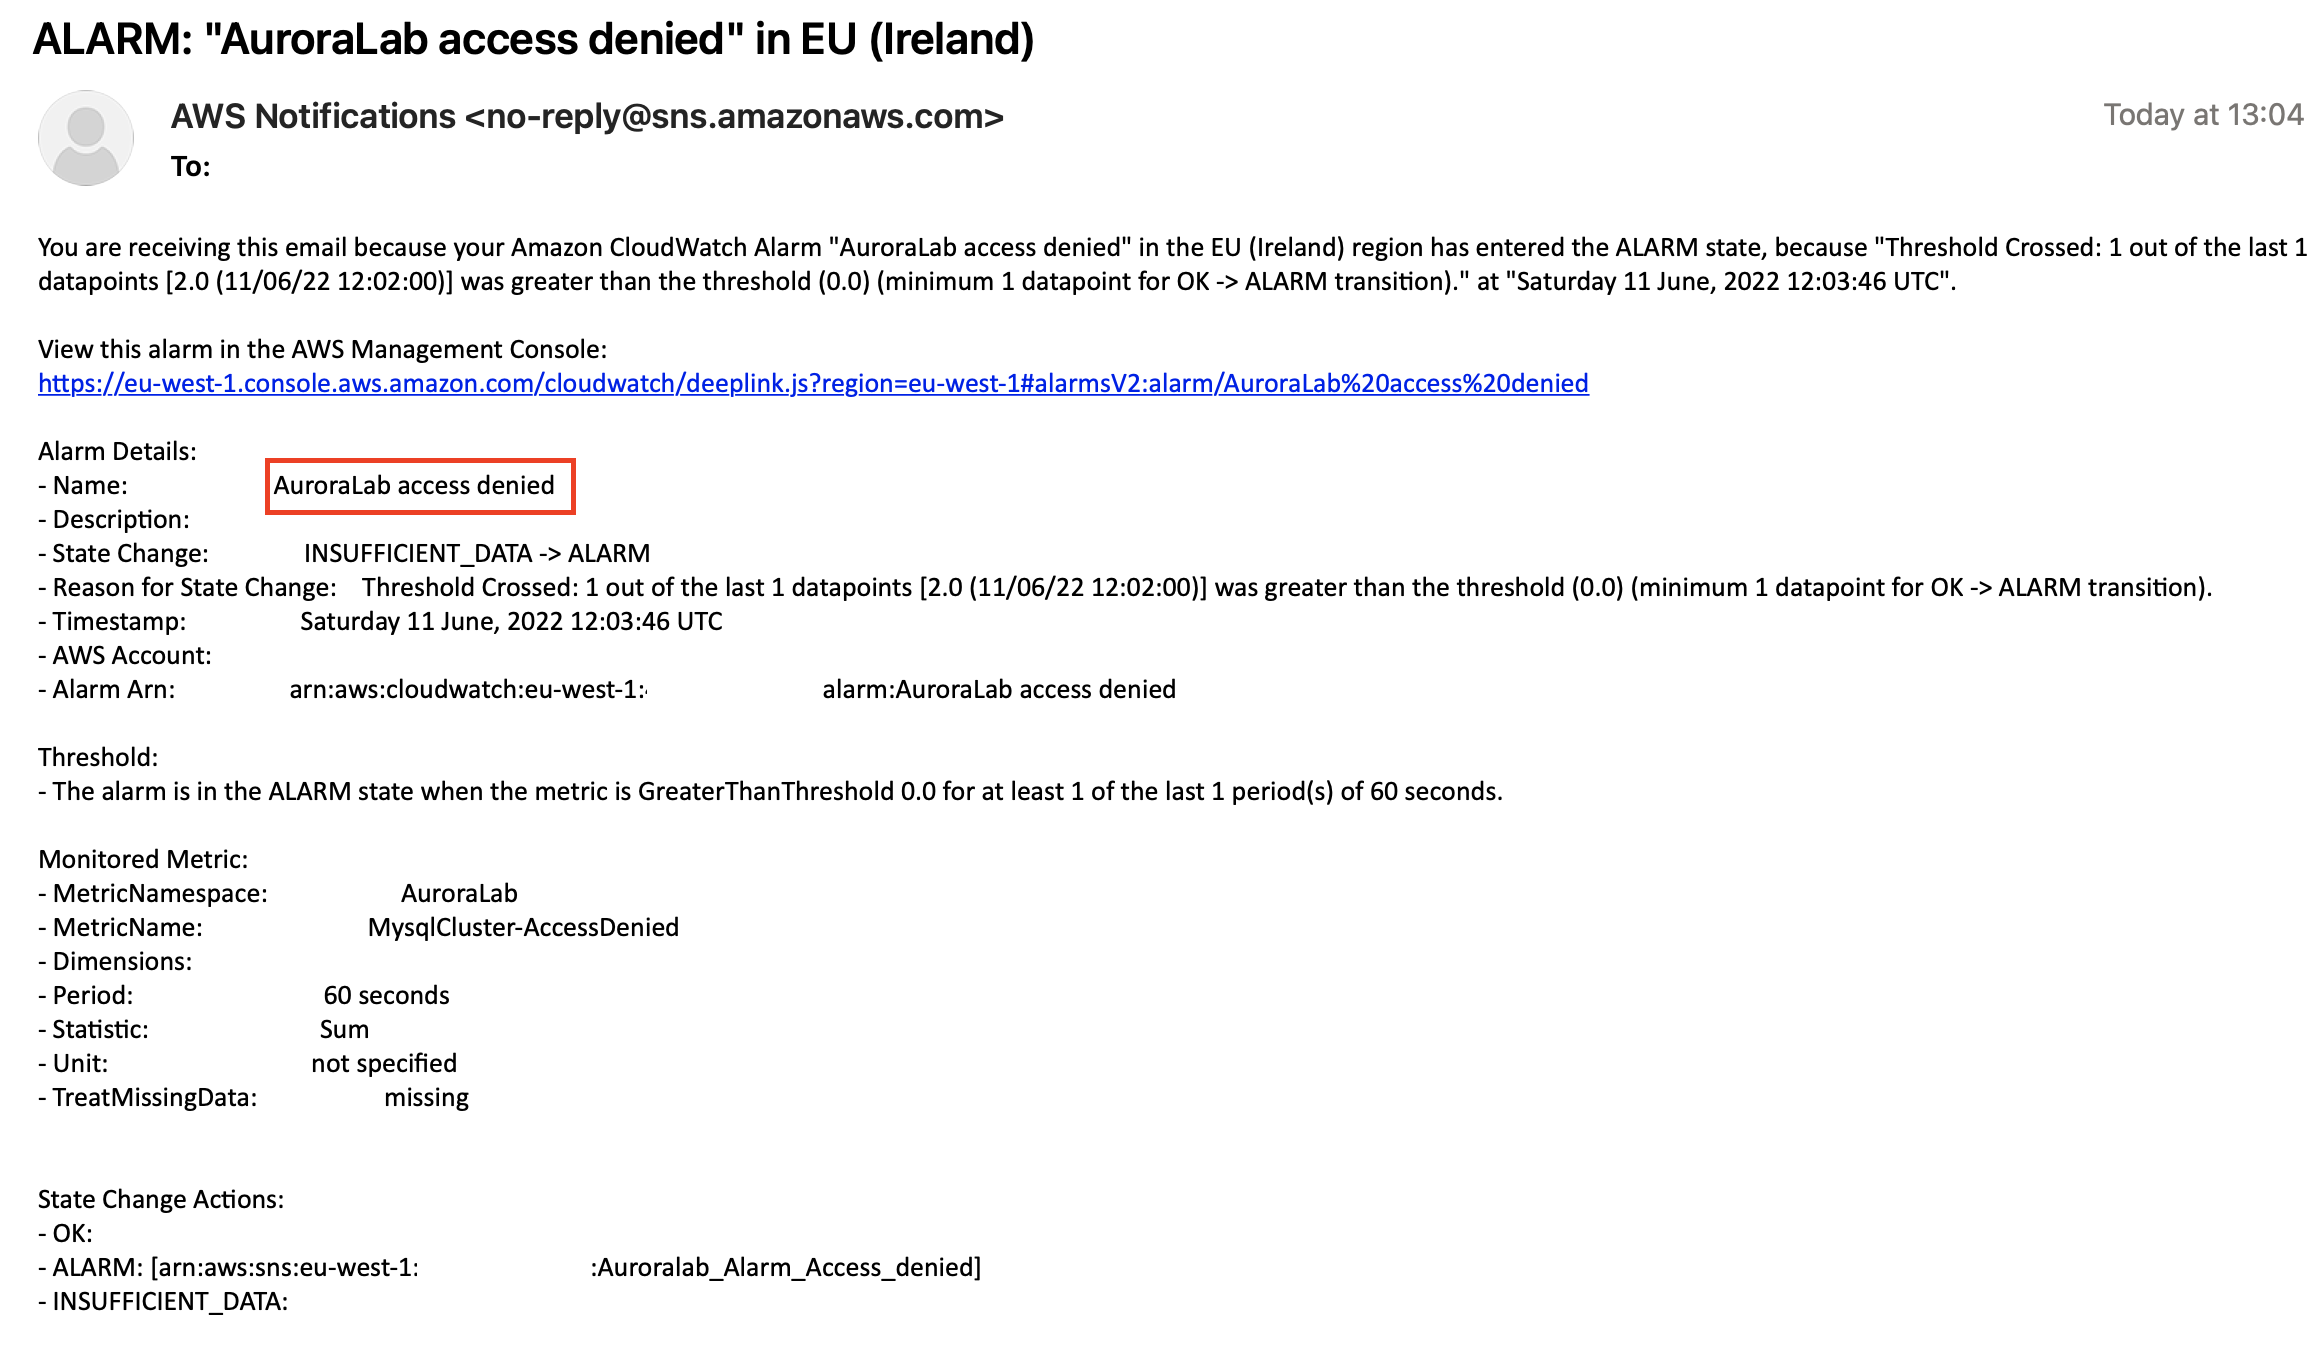 ALARM: "AuroraLab access denied" in EU (Ireland)
AWS Notifications <no-reply@sns.amazonaws.com>
Today at 13:04
To:
You are receiving this email because your Amazon CloudWatch Alarm "AuroraLab access denied" in the EU (Ireland) region has entered the ALARM state, because "Threshold Crossed: 1 out of the last 1
datapoints [2.0 (11/06/22 12:02:00)] was greater than the threshold (0.0) (minimum 1 datapoint for OK -> ALARM transition)." at "Saturday 11 June, 2022 12:03:46 UTC".
View this alarm in the AWS Management Console:
https://eu-west-1.console.aws.amazon.com/cloudwatch/deeplink.js?region=eu-west-1#alarmsV2:alarm/AuroraLab%20access%20denied
Alarm Details:
- Name: AuroraLab access denied
- Description:
- State Change: INSUFFICIENT_DATA -> ALARM
- Reason for State Change: Threshold Crossed: 1 out of the last 1 datapoints [2.0 (11/06/22 12:02:00)] was greater than the threshold (0.0) (minimum 1 datapoint for OK -> ALARM transition).
- Timestamp: Saturday 11 June, 2022 12:03:46 UTC
- AWS Account:
- Alarm Arn: arn:aws:cloudwatch:eu-west-1: alarm:AuroraLab access denied
Threshold:
- The alarm is in the ALARM state when the metric is GreaterThanThreshold 0.0 for at least 1 of the last 1 period(s) of 60 seconds.
Monitored Metric:
- MetricNamespace: AuroraLab
- MetricName: MysqlCluster-AccessDenied
- Dimensions:
- Period: 60 seconds
- Statistic: Sum
- Unit: not specified
- TreatMissingData: missing
State Change Actions:
- OK:
- ALARM: [arn:aws:sns:eu-west-1: :Auroralab_Alarm_Access_denied]
- INSUFFICIENT_DATA: